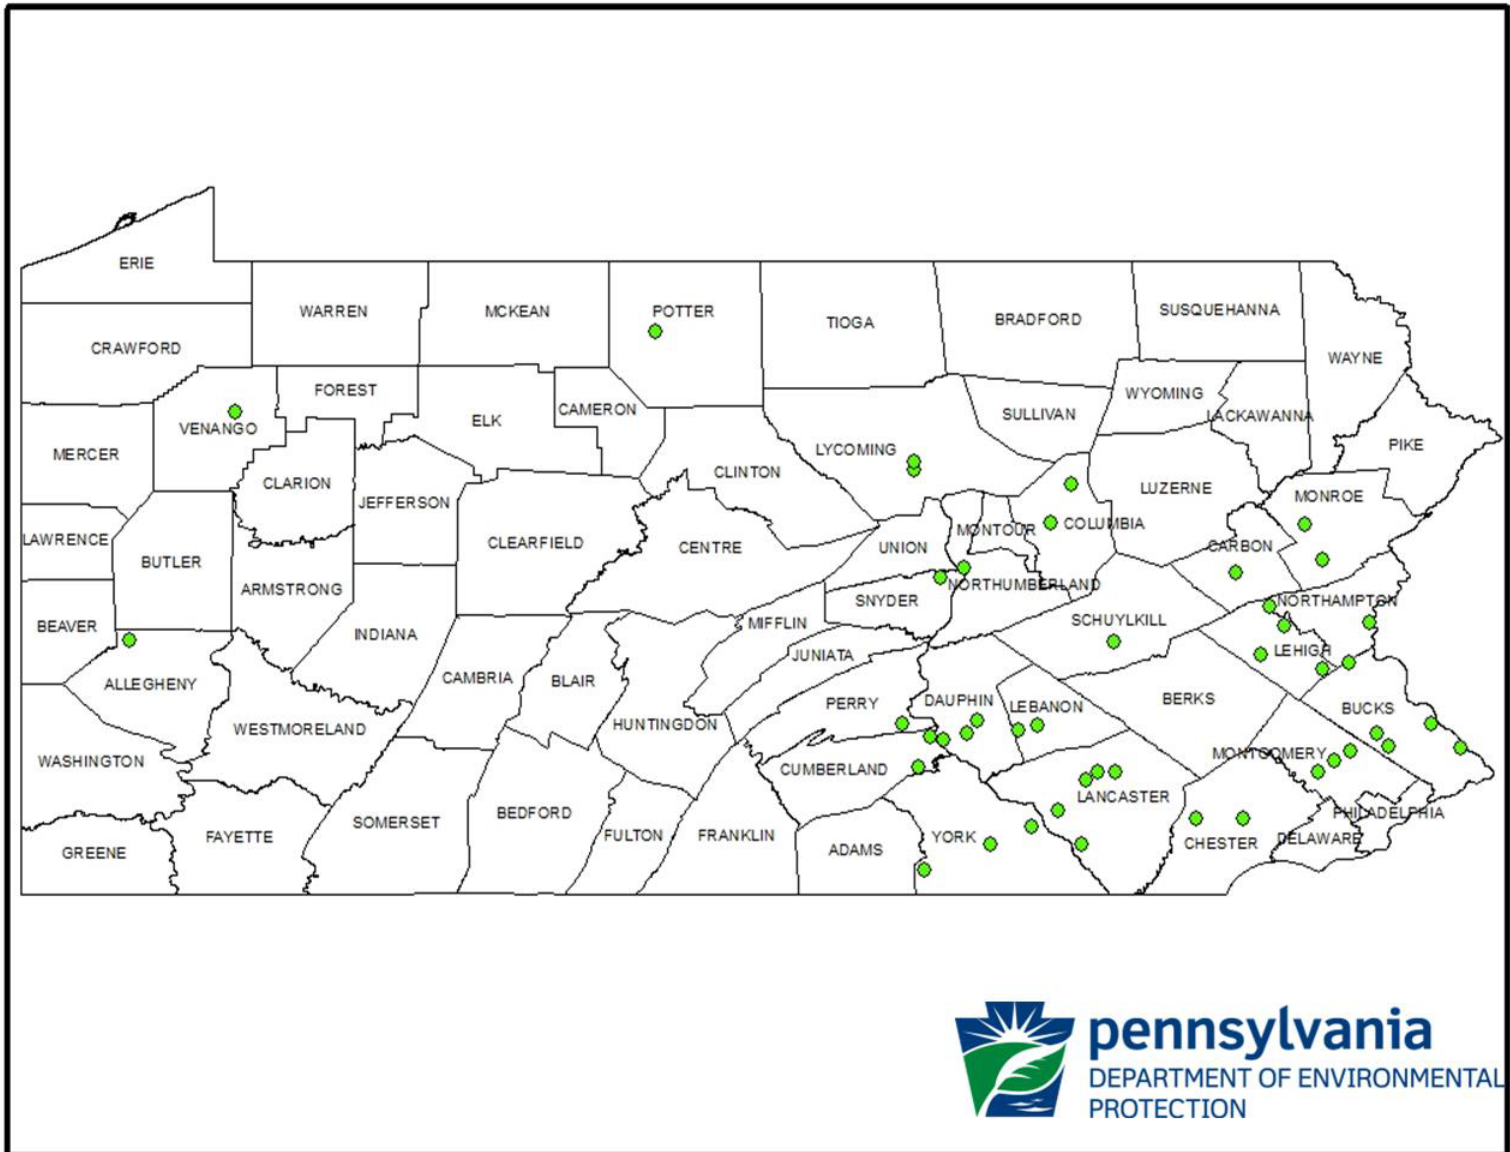 ERIE
WARREN
MCKEAN
POTTER
TIOGA
BRADFORD
SUSQUEHANNA
CRAWFORD
WAYNE
FOREST
ELK
CAMERON
SULLIVAN
WYOMING
LACKAWANNA
VENANGO
MERCER
LYCOMING
PIKE
CLARION
JEFFERSON
CLINTON
LUZERNE
MONROE
LAWRENCE
BUTLER
CLEARFIELD
CENTRE
UNION
MONTOUR
COLUMBIA
CARBON
ARMSTRONG
SNYDER
NORTHUMBERLAND
NORTHAMPTON
BEAVER
INDIANA
MIFFLIN
SCHUYLKILL
JUNIATA
LEHIGH
ALLEGHENY
CAMBRIA
BLAIR
PERRY
DAUPHIN
LEBANON
BERKS
BUCKS
WESTMORELAND
HUNTINGDON
WASHINGTON
CUMBERLAND
MONTGOMERY
LANCASTER
GREENE
FAYETTE
SOMERSET
BEDFORD
FULTON
FRANKLIN
ADAMS
YORK
CHESTER
DELAWARE
PHILADELPHIA
pennsylvania
DEPARTMENT OF ENVIRONMENTAL
PROTECTION